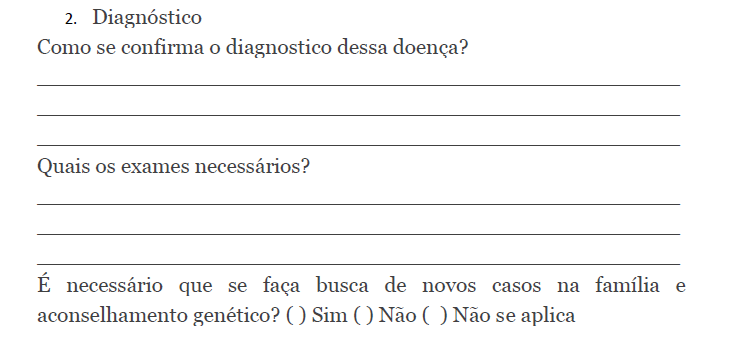 2. Diagnóstico
Como se confirma o diagnostico dessa doença?
Quais os exames necessários?
É necessário que se faça busca de novos casos na família e
aconselhamento genético? ( ) Sim ( ) Não ( ) Não se aplica